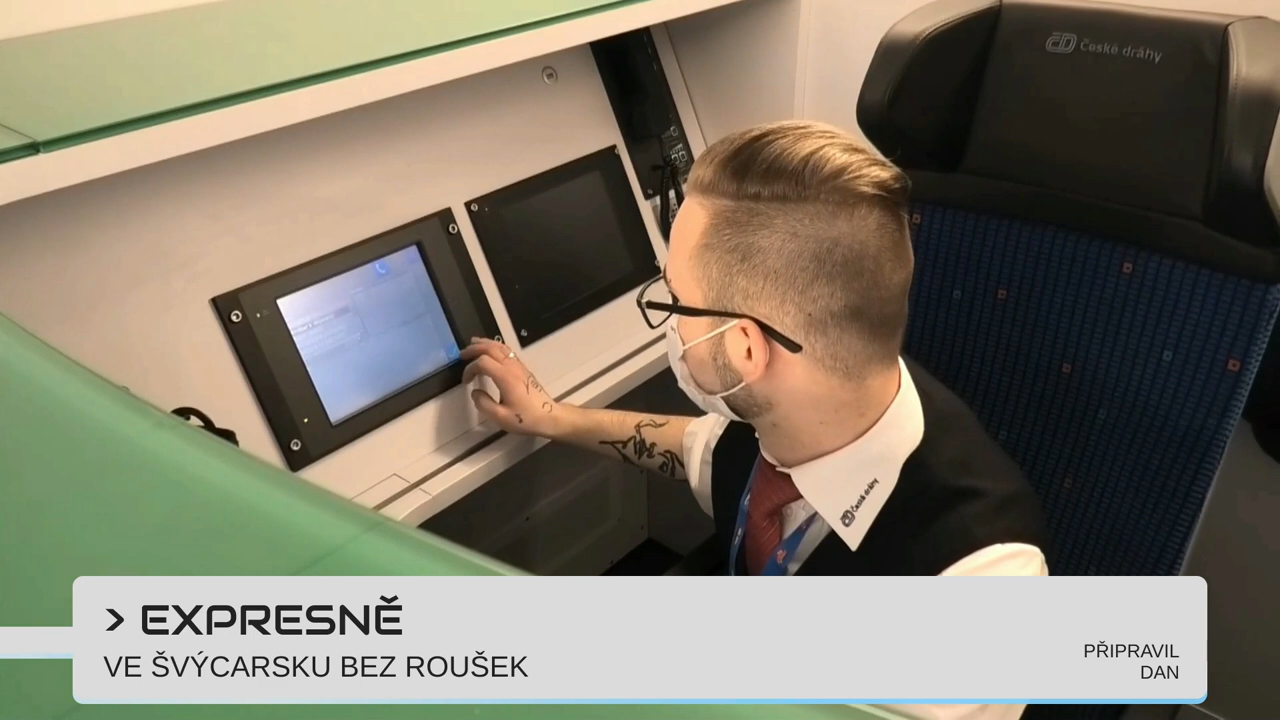 České dráhy
České dráhy
> EXPRESNĚ
VE ŠVÝCARSKU BEZ ROUŠEK
PŘIPRAVIL
DAN